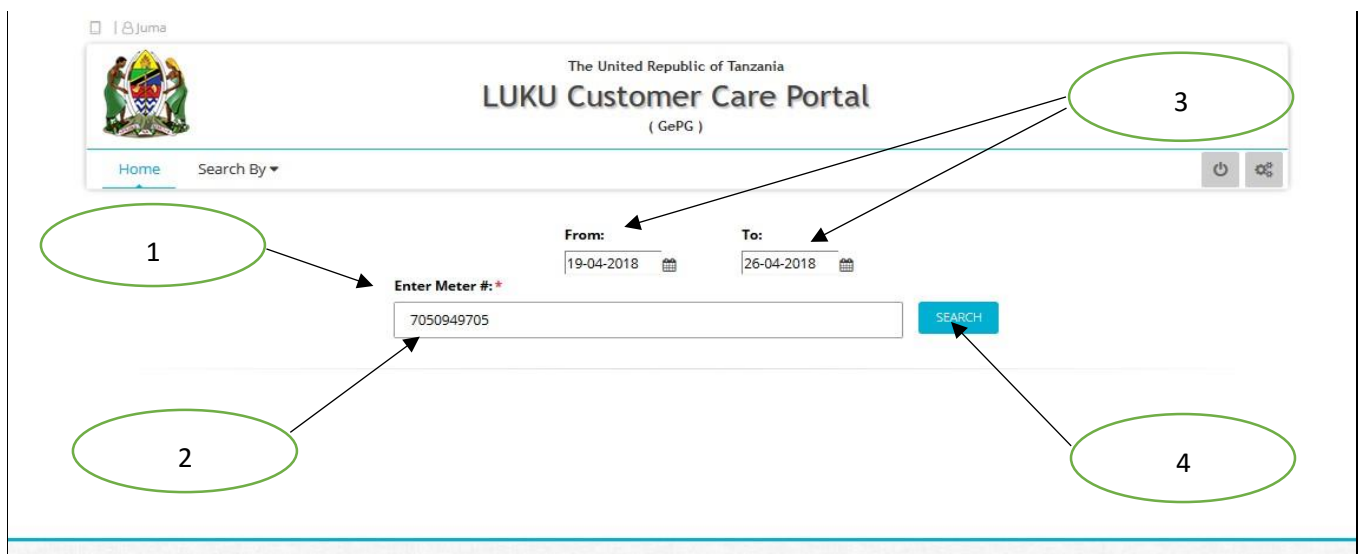 | Juma
The United Republic of Tanzania
LUKU Customer Care Portal
( GePG )
3
Home Search By
1
From: To:
19-04-2018 26-04-2018
Enter Meter #:*
7050949705 SEARCH
2
4